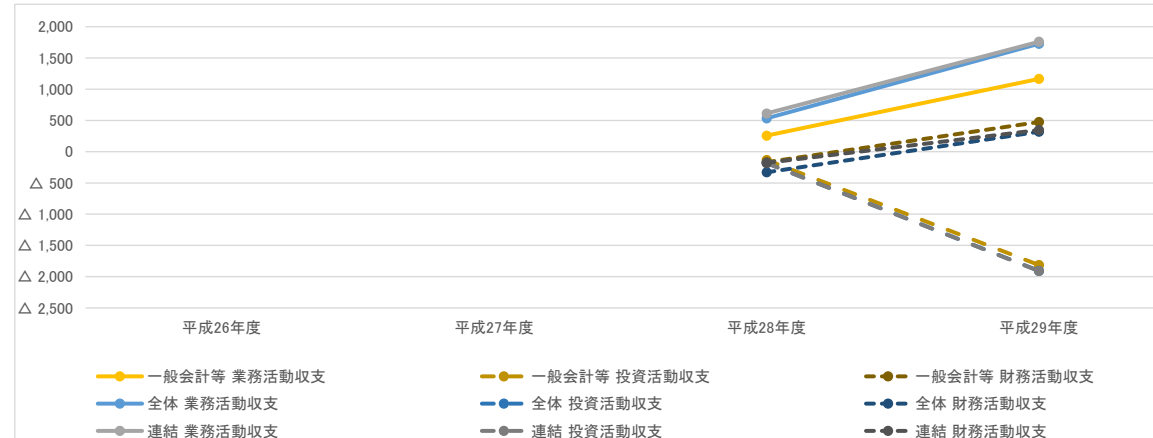 2,000
1,500
1,000
500
0
△ 500
△ 1,000
△ 1,500
△ 2,000
△ 2,500
平成26年度 平成27年度 平成28年度 平成29年度
一般会計等 業務活動収支 一般会計等 投資活動収支 一般会計等 財務活動収支
全体 業務活動収支 全体 投資活動収支 全体 財務活動収支
連結 業務活動収支 連結 投資活動収支 連結 財務活動収支